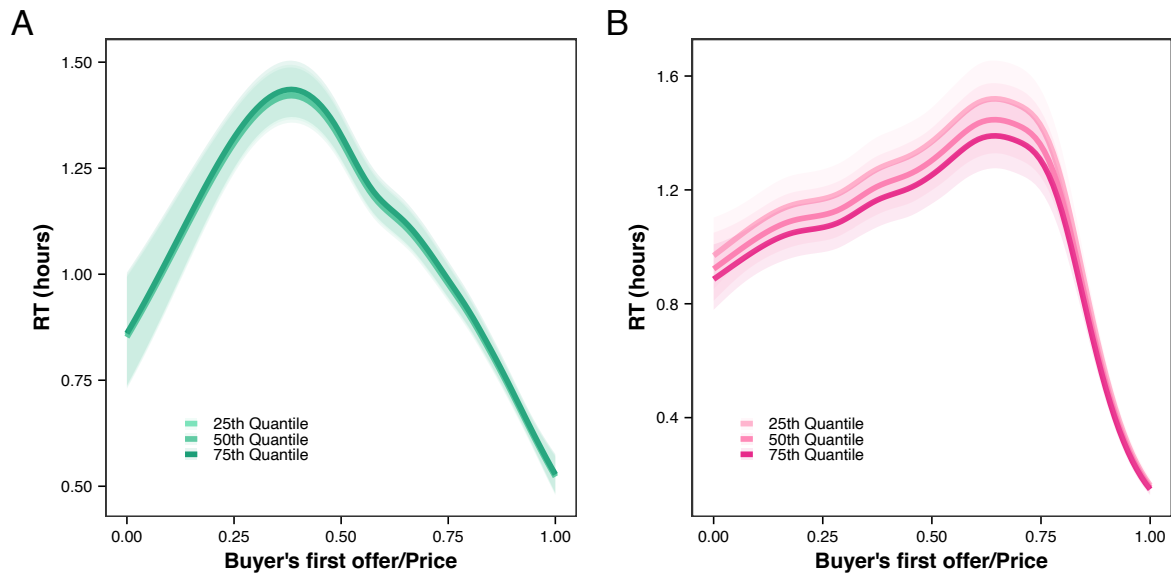 A
RT (hours)
1.50
1.25
1.00
0.75
0.50
25th Quantile
50th Quantile
75th Quantile
0.00 0.25 0.50 0.75 1.00
Buyer's first offer/Price
B
RT (hours)
1.6
1.2
0.8
0.4
25th Quantile
50th Quantile
75th Quantile
0.00 0.25 0.50 0.75 1.00
Buyer's first offer/Price